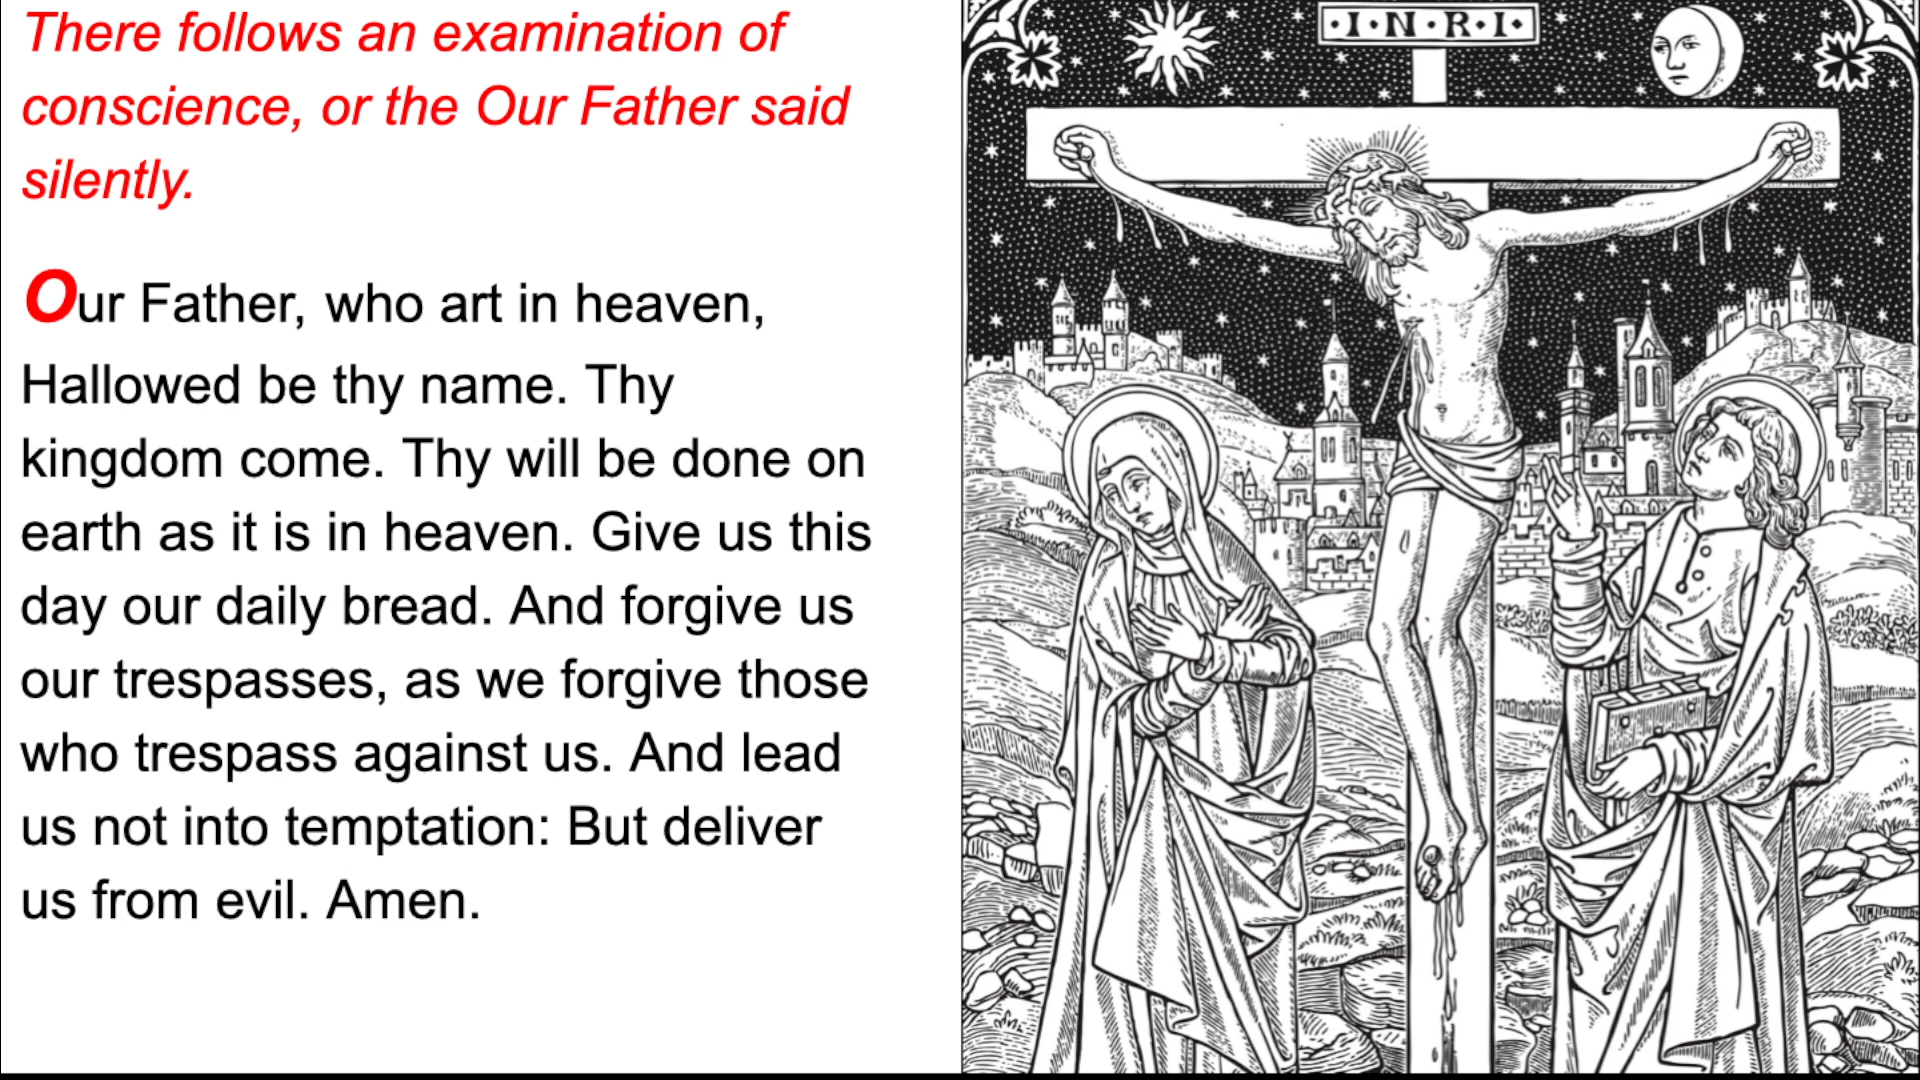 There follows an examination of
conscience, or the Our Father said
silently.
Our Father, who art in heaven,
Hallowed be thy name. Thy
kingdom come. Thy will be done on
earth as it is in heaven. Give us this
day our daily bread. And forgive us
our trespasses, as we forgive those
who trespass against us. And lead
us not into temptation: But deliver
us from evil. Amen.
·I·N·R·I·